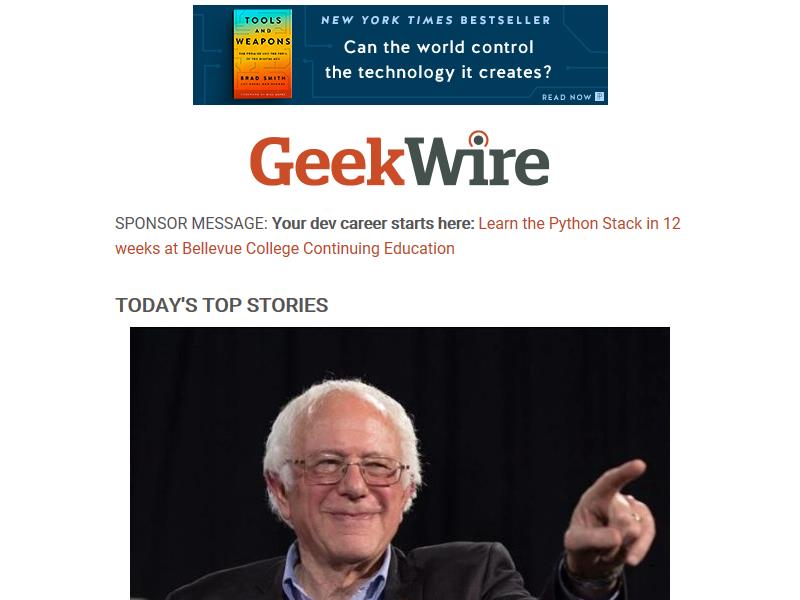 TOOLS
AND
WEAPONS
BRAD SMITH
NEW YORK TIMES BESTSELLER
Can the world control
the technology it creates?
READ NOW
GeekWire
SPONSOR MESSAGE: Your dev career starts here: Learn the Python Stack in 12
weeks at Bellevue College Continuing Education
TODAY'S TOP STORIES